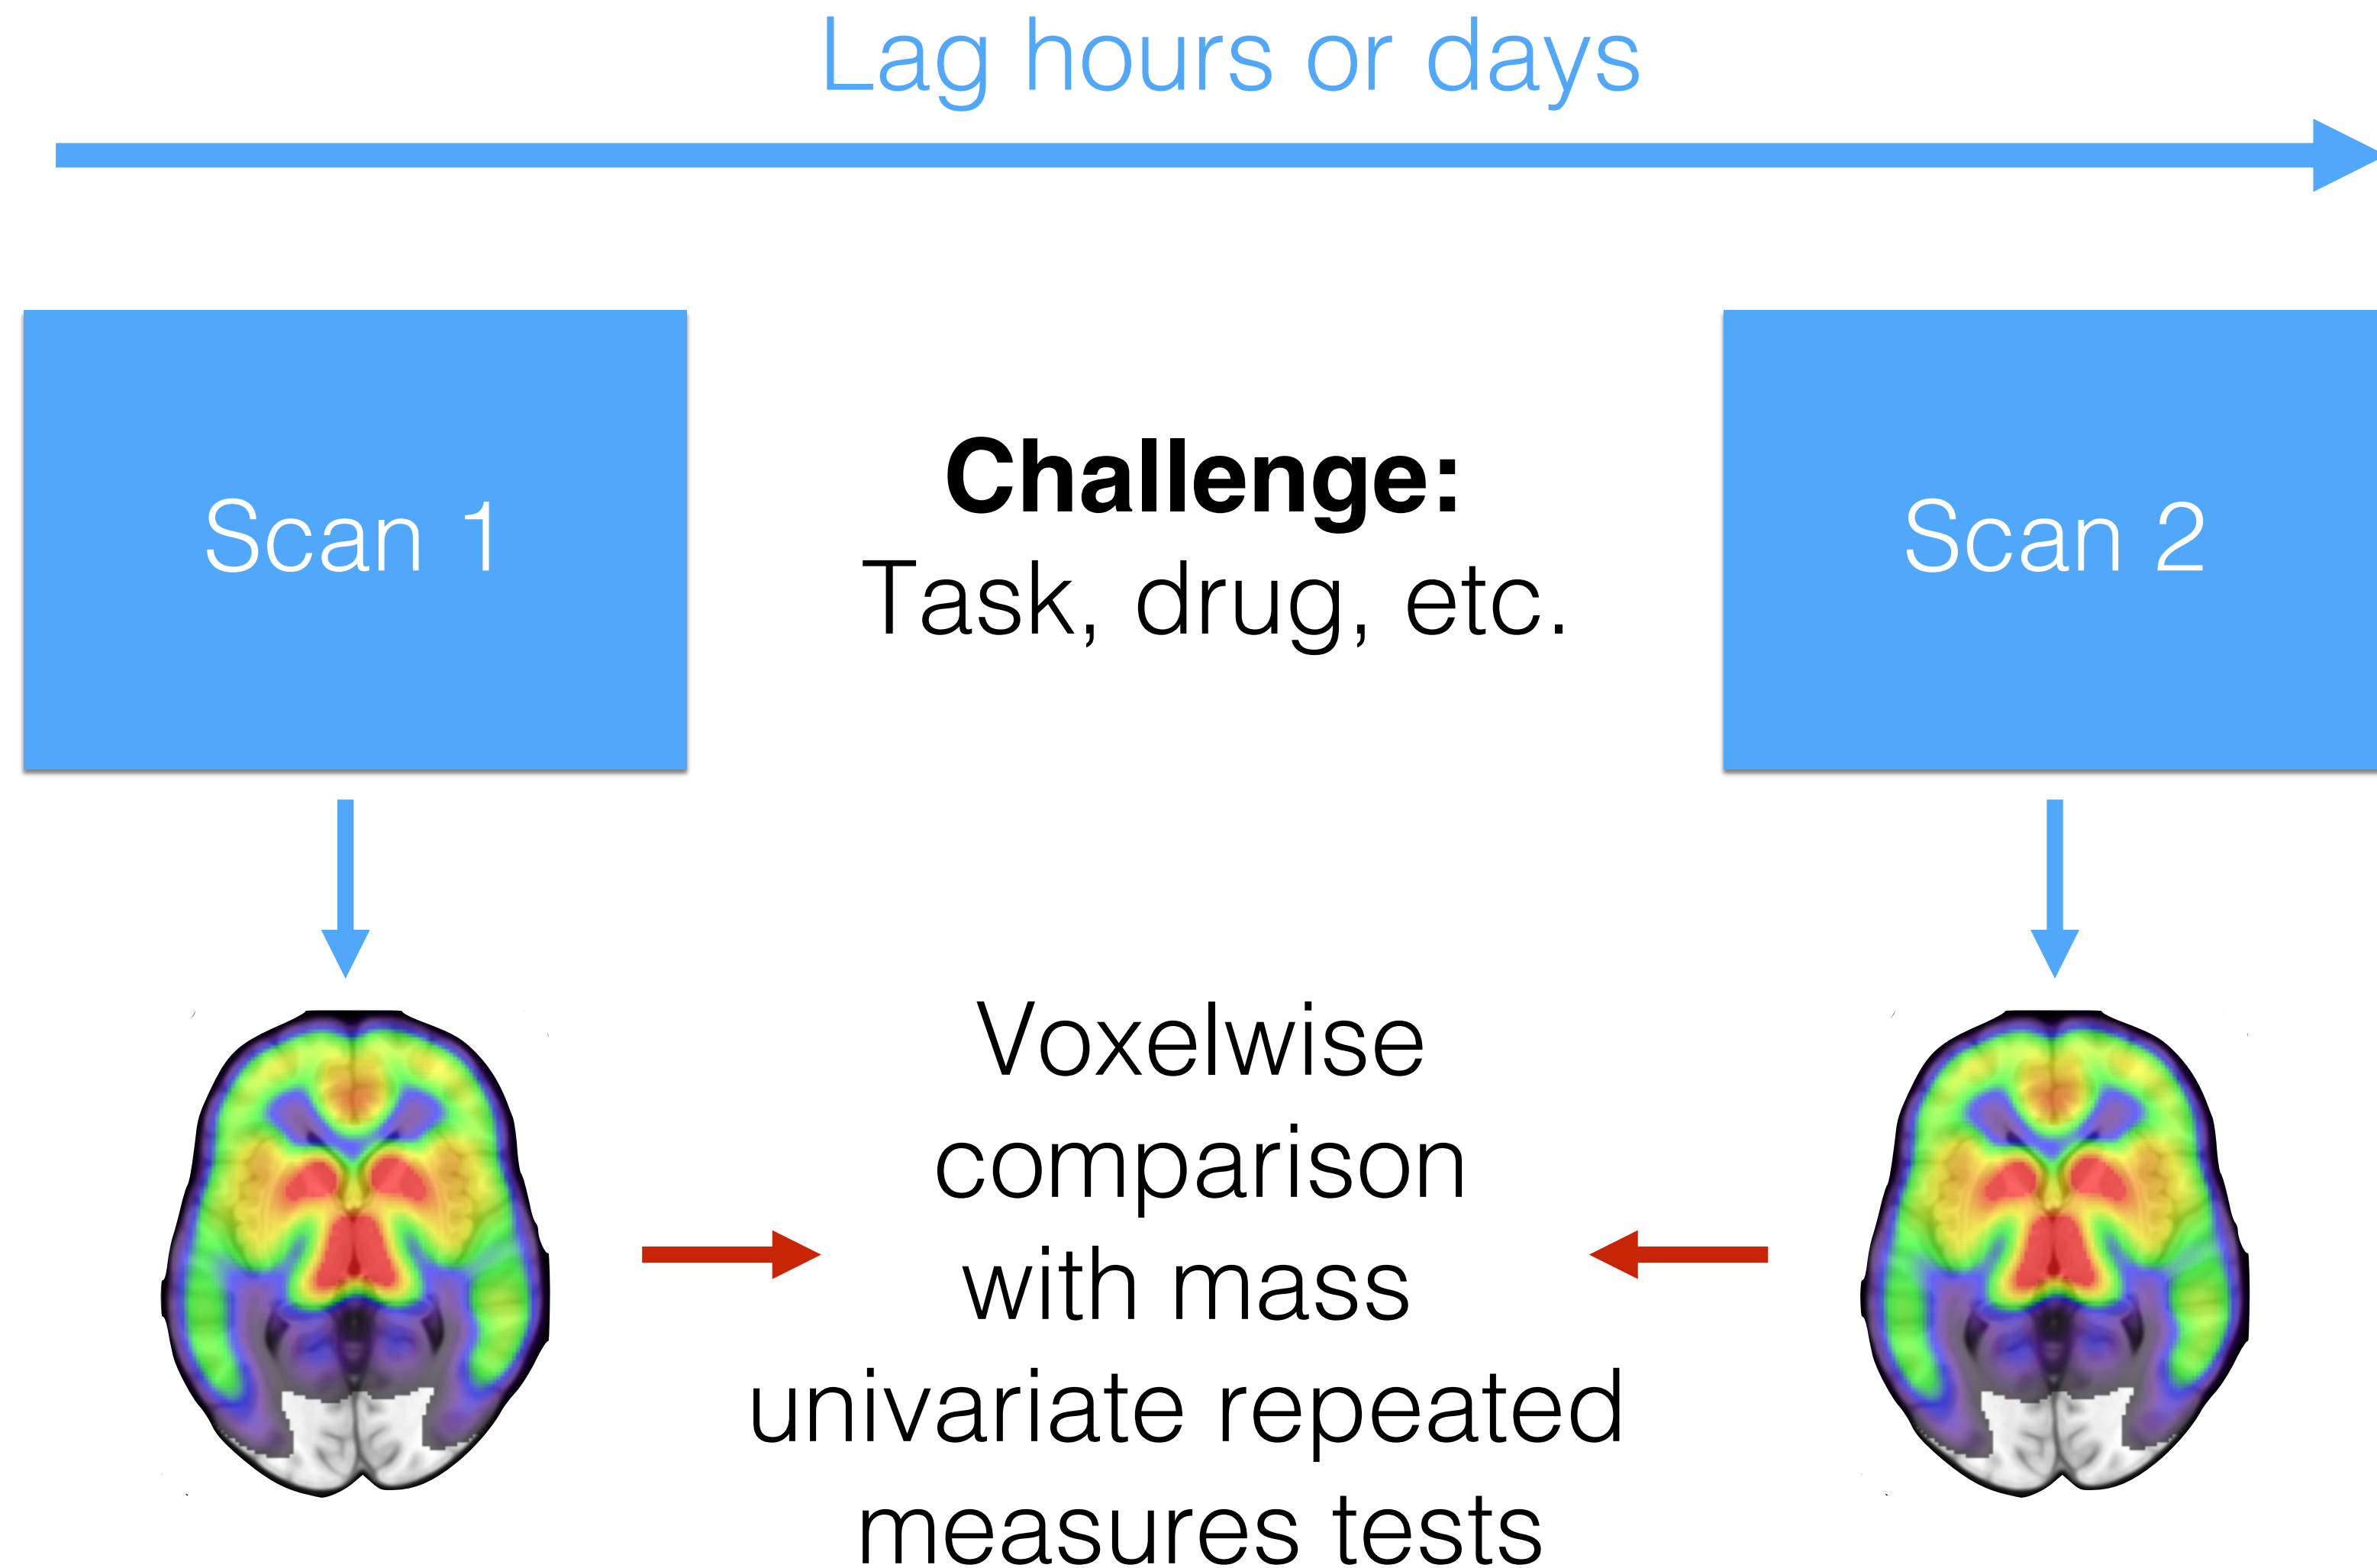 Lag hours or days
Scan 1
Challenge:
Task, drug, etc.
Scan 2
Voxelwise
comparison
with mass
univariate repeated
measures tests